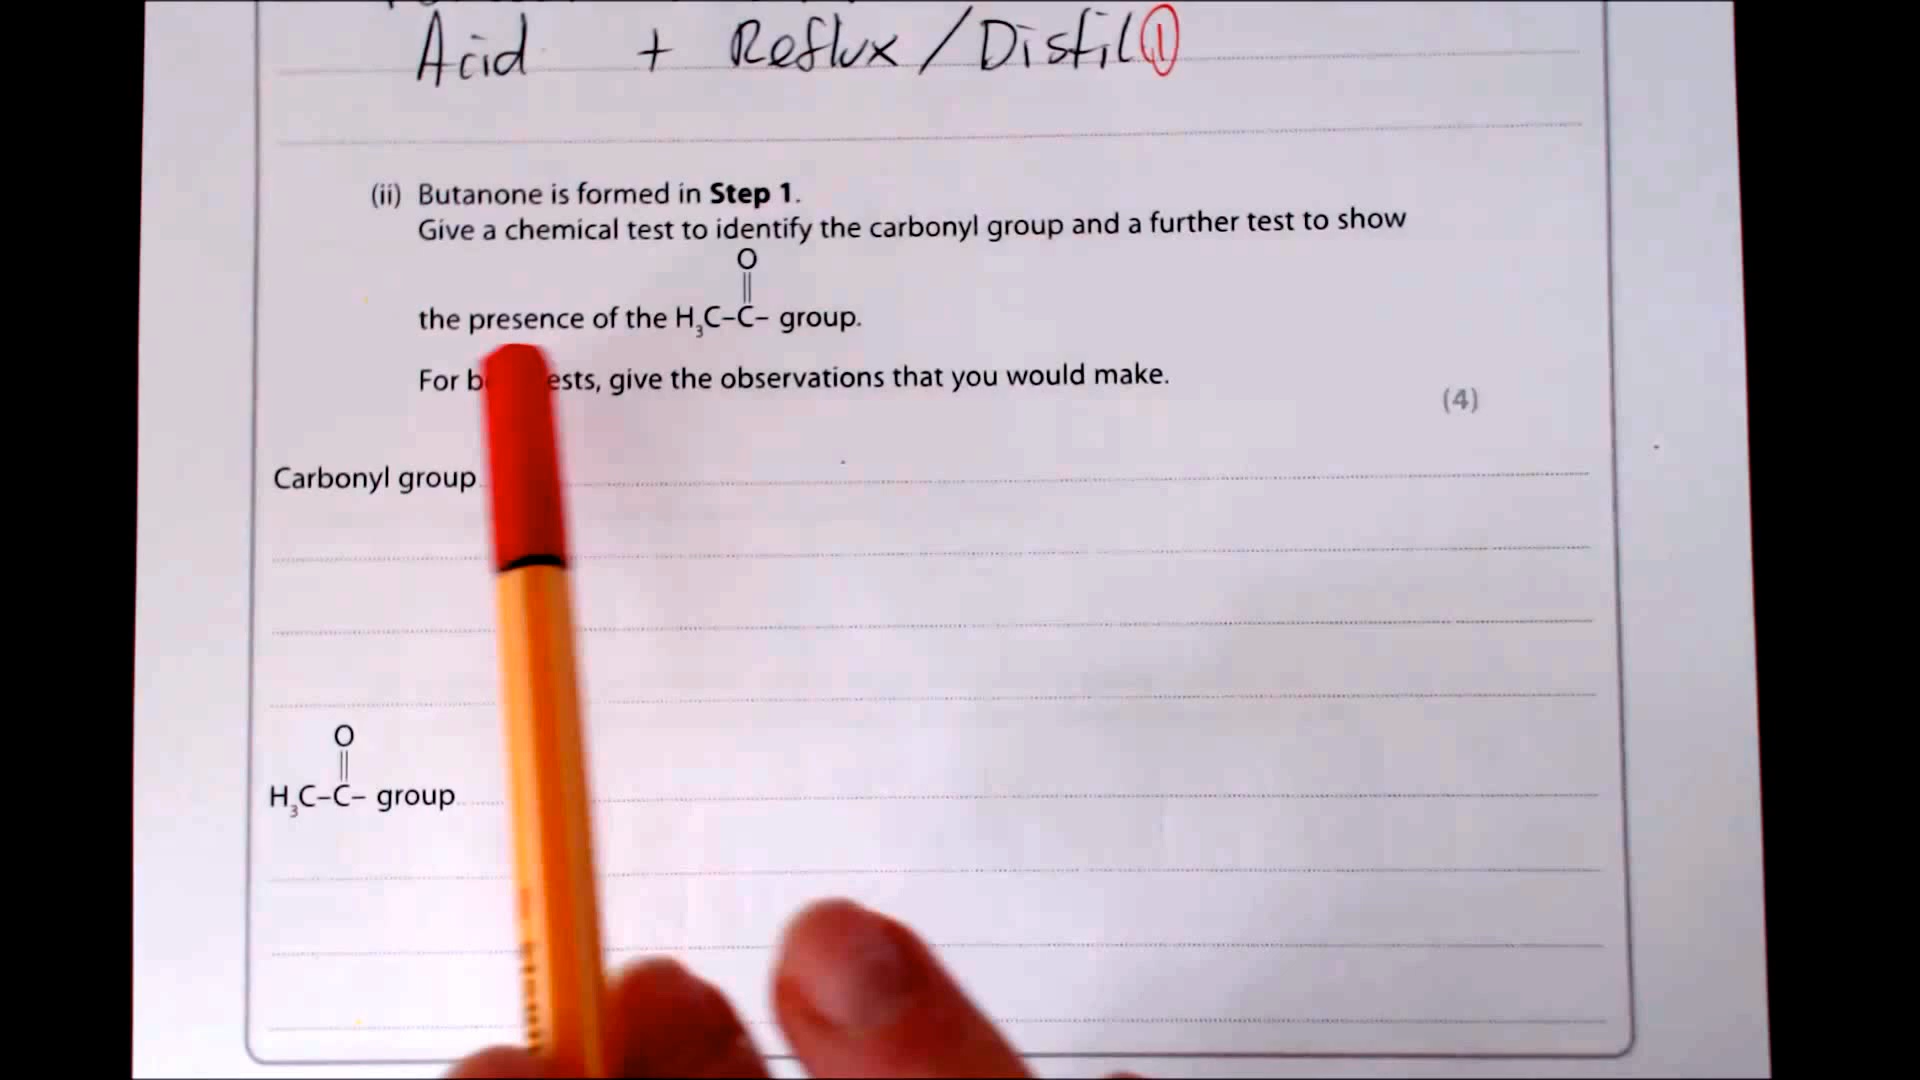 Acid + Reflux / Distil ①
(ii) Butanone is formed in Step 1.
Give a chemical test to identify the carbonyl group and a further test to show
O
the presence of the H₃C–C– group.
For ests, give the observations that you would make.
(4)
Carbonyl group
O
H₃C–C– group